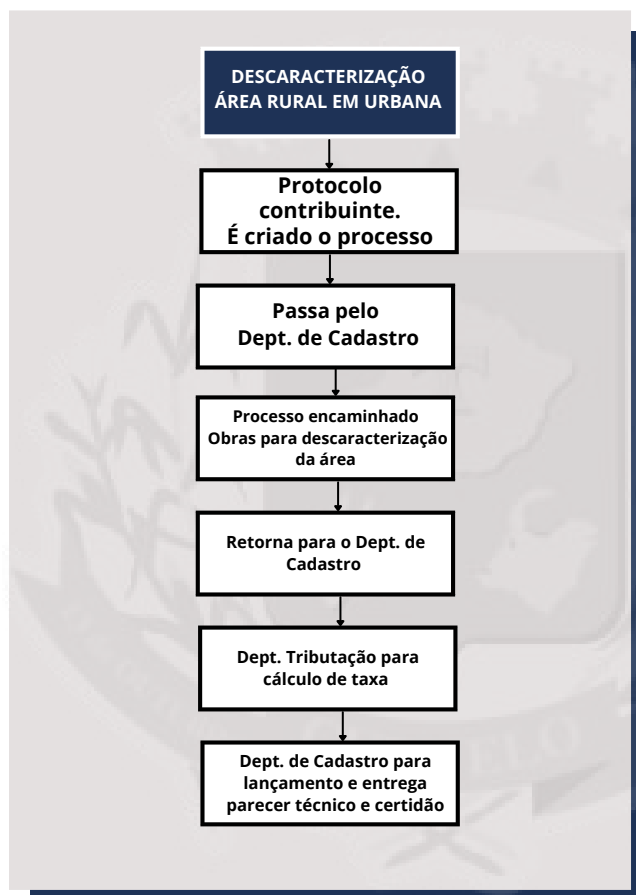 DESCARACTERIZAÇÃO
ÁREA RURAL EM URBANA
Protocolo
contribuinte.
É criado o processo
Passa pelo
Dept. de Cadastro
Processo encaminhado
Obras para descaracterização
da área
Retorna para o Dept. de
Cadastro
Dept. Tributação para
cálculo de taxa
Dept. de Cadastro para
lançamento e entrega
parecer técnico e certidão